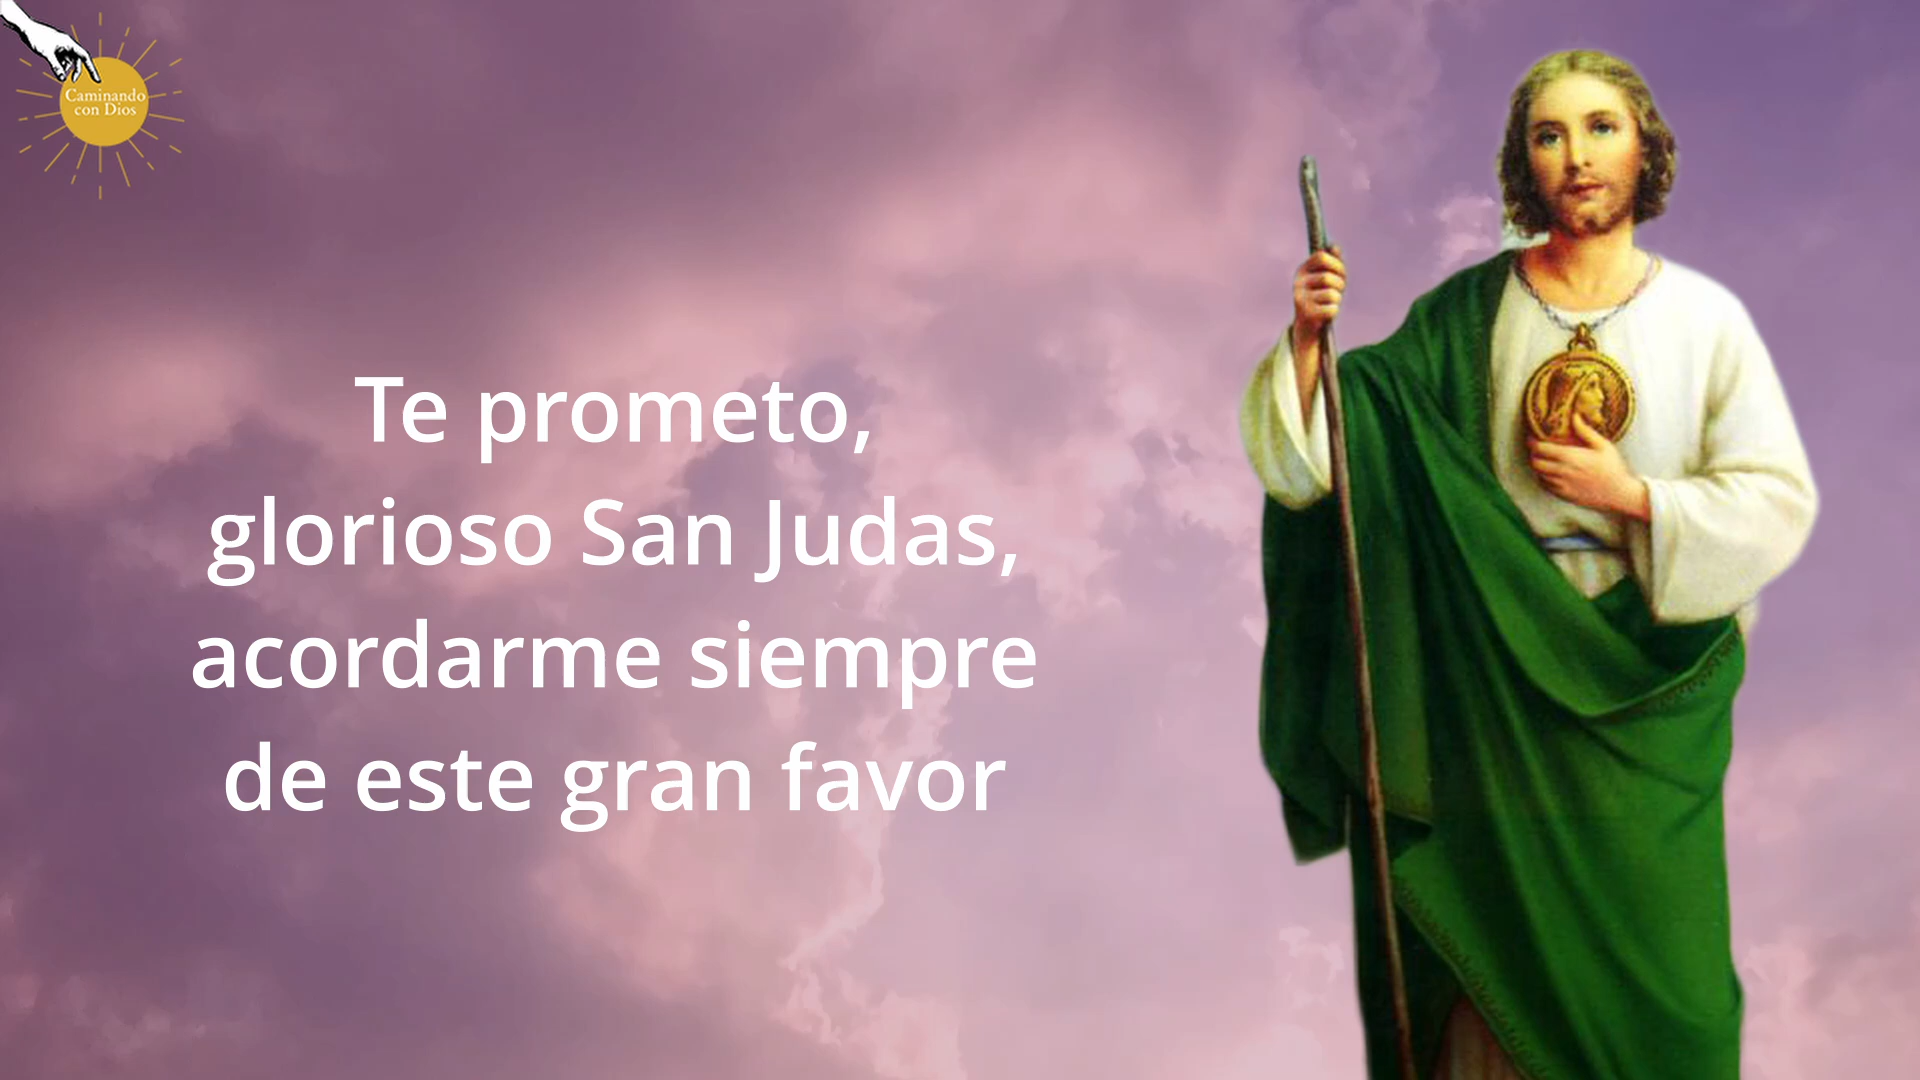 Caminando
con Dios
Te prometo,
glorioso San Judas,
acordarme siempre
de este gran favor